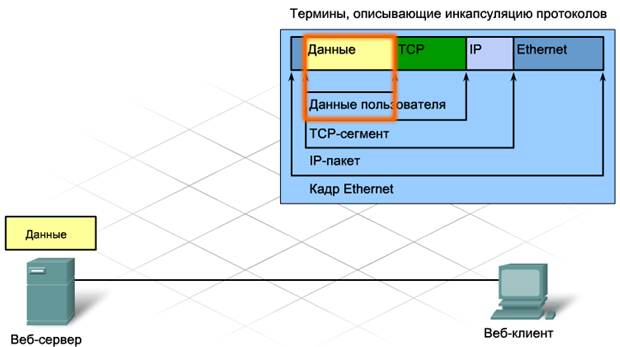 Термины, описывающие инкапсуляцию протоколов
Данные TCP IP Ethernet
Данные пользователя
TCP-сегмент
IP-пакет
Кадр Ethernet
Данные
Веб-сервер
Веб-клиент